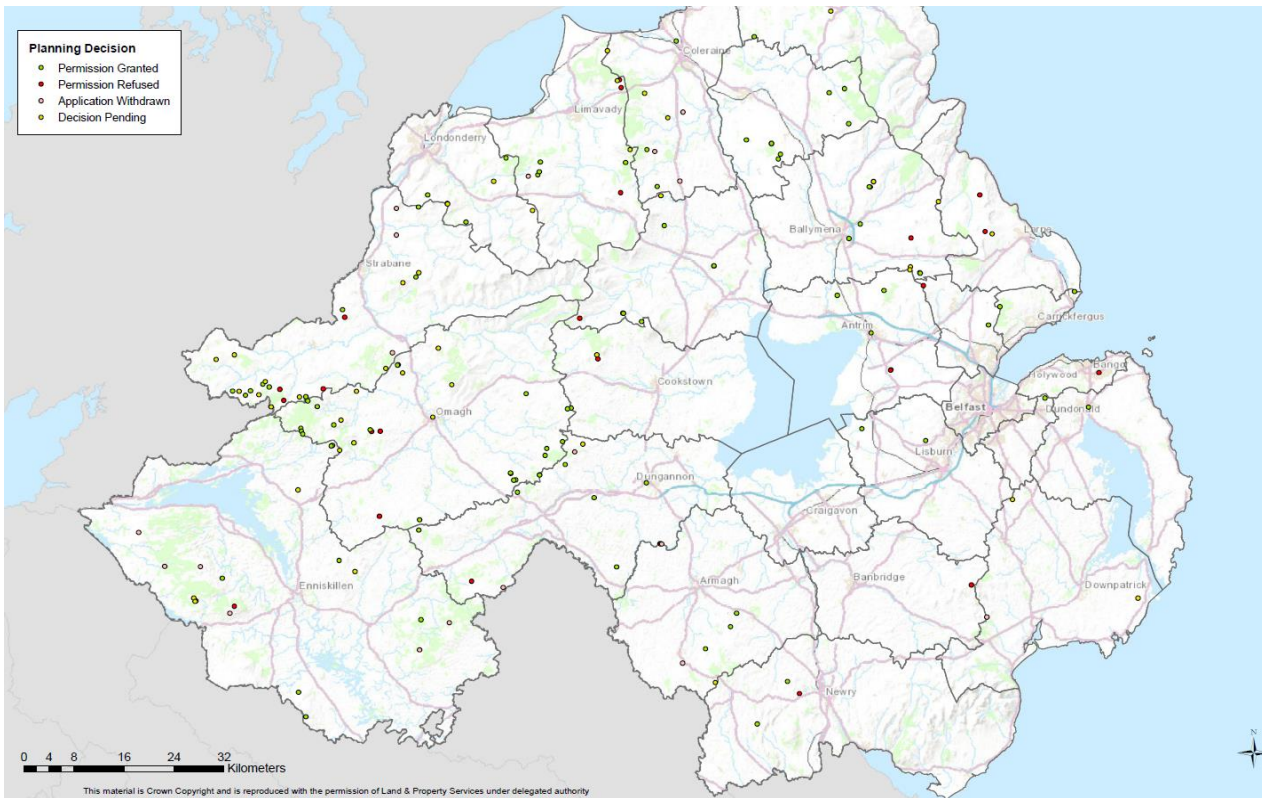 Planning Decision
Permission Granted
Permission Refused
Application Withdrawn
Decision Pending
Coleraine
Limavady
Londonderry
Larne
Ballymena
Strabane
Carrickfergus
Antrim
Bangor
Holywood
Cookstown
Belfast
Dundonald
Omagh
Lisburn
Dungannon
Craigavon
Armagh
Banbridge
Downpatrick
Enniskillen
Newry
N
0 4 8 16 24 32
Kilometers
This material is Crown Copyright and is reproduced with the permission of Land & Property Services under delegated authority